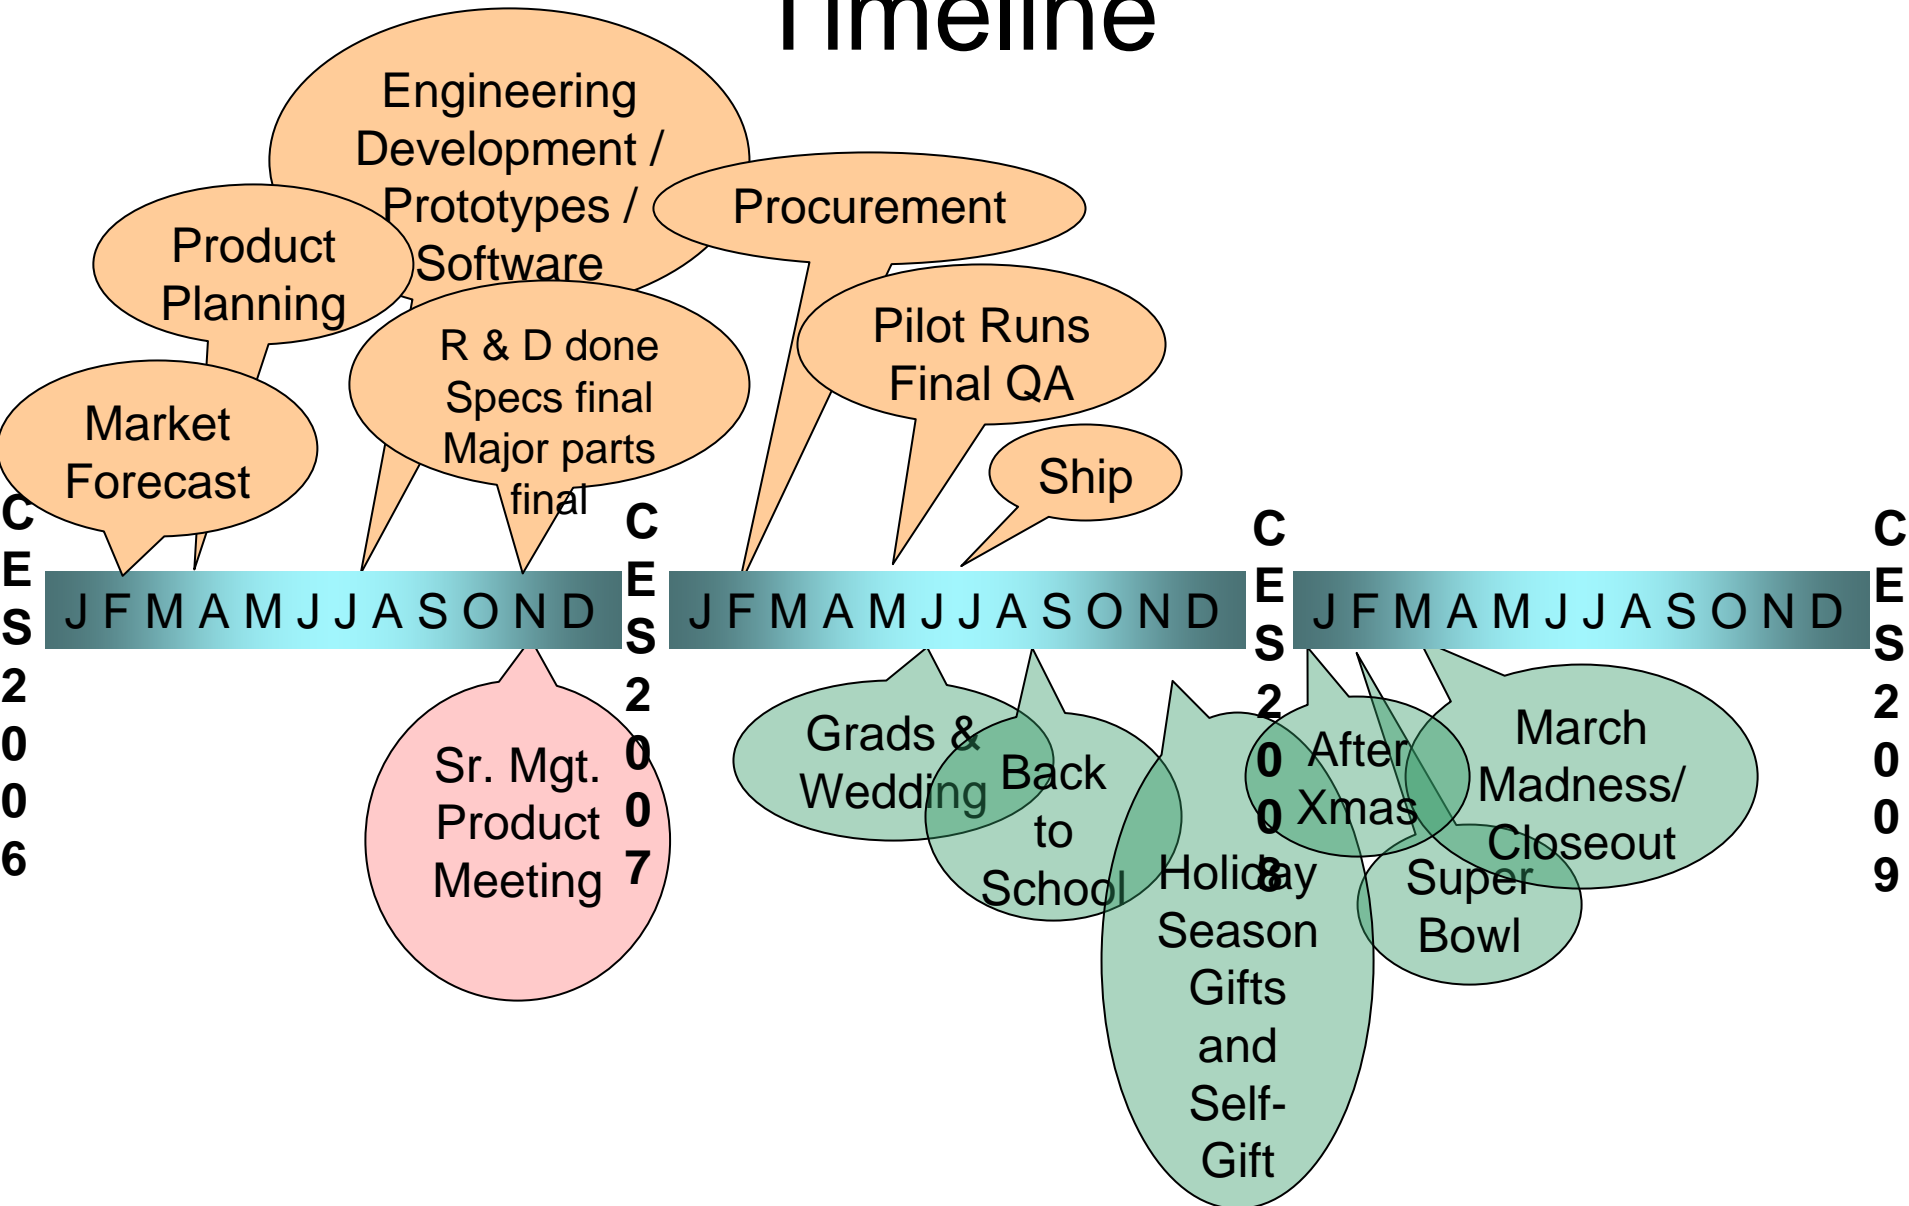 Timeline
Engineering
Development /
Prototypes /
Software
Product
Planning
Market
Forecast
R & D done
Specs final
Major parts
final
Procurement
Pilot Runs
Final QA
Ship
C
E
S
2
0
0
6
J F M A M J J A S O N D
C
E
S
2
0
0
7
J F M A M J J A S O N D
C
E
S
2
0
0
8
J F M A M J J A S O N D
C
E
S
2
0
0
9
Sr. Mgt.
Product
Meeting
Grads &
Wedding
Back
to
School
Holiday
Season
Gifts
and
Self-
Gift
After
Xmas
Super
Bowl
March
Madness/
Closeout